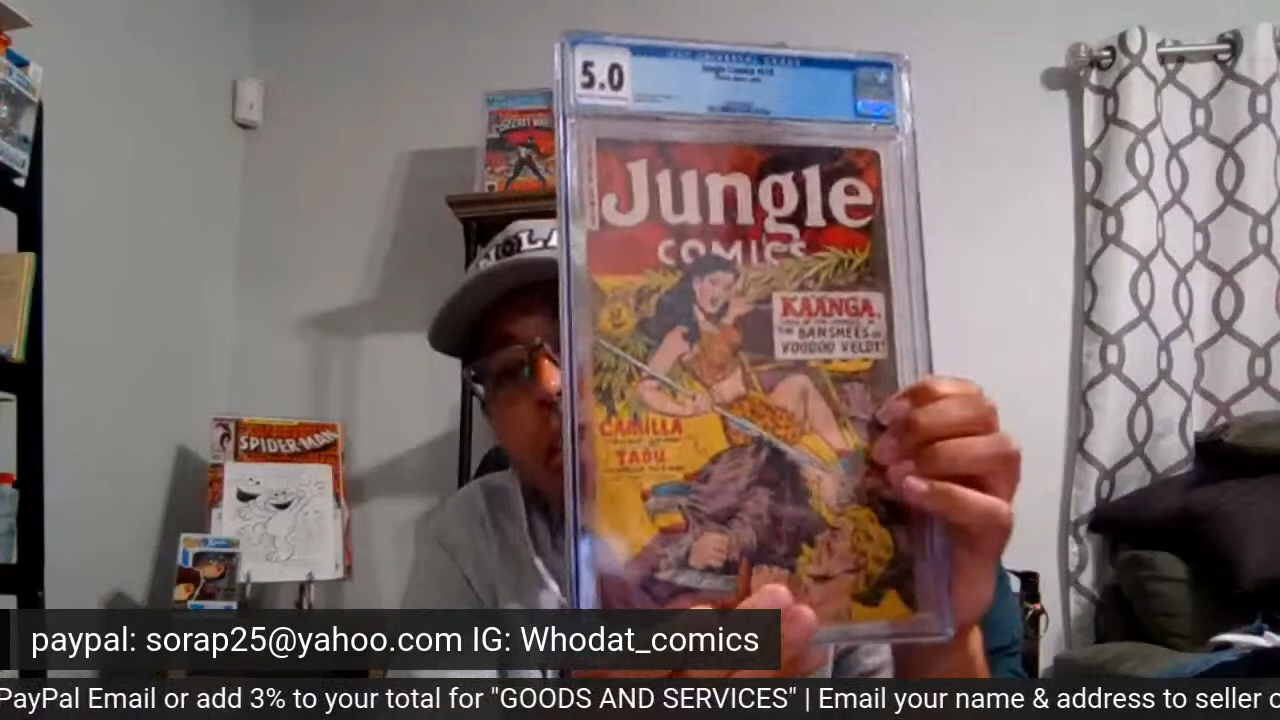 5.0
Jungle
COMICS
KAANGA,
THE BANSHEES OF
VOODOO VELDT!
CAMILLA
TABU
SECRET WARS
SPIDER-MAN
paypal: sorap25@yahoo.com IG: Whodat_comics
PayPal Email or add 3% to your total for "GOODS AND SERVICES" | Email your name & address to seller